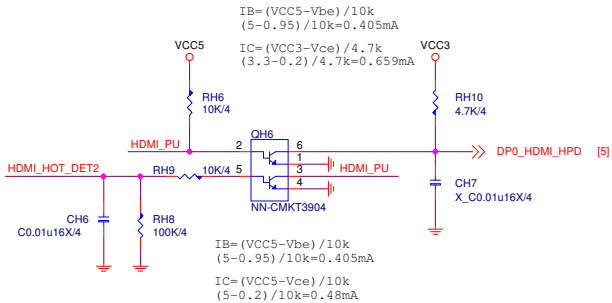 IB=(VCC5-Vbe)/10k
(5-0.95)/10k=0.405mA
IC=(VCC3-Vce)/4.7k
(3.3-0.2)/4.7k=0.659mA
VCC5
VCC3
RH6
10K/4
RH10
4.7K/4
HDMI_PU
2
QH6
6
1
DP0_HDMI_HPD [5]
HDMI_HOT_DET2
RH9
10K/4
5
3
HDMI_PU
4
NN-CMKT3904
CH7
X_C0.01u16X/4
CH6
C0.01u16X/4
RH8
100K/4
IB=(VCC5-Vbe)/10k
(5-0.95)/10k=0.405mA
IC=(VCC5-Vce)/10k
(5-0.2)/10k=0.48mA